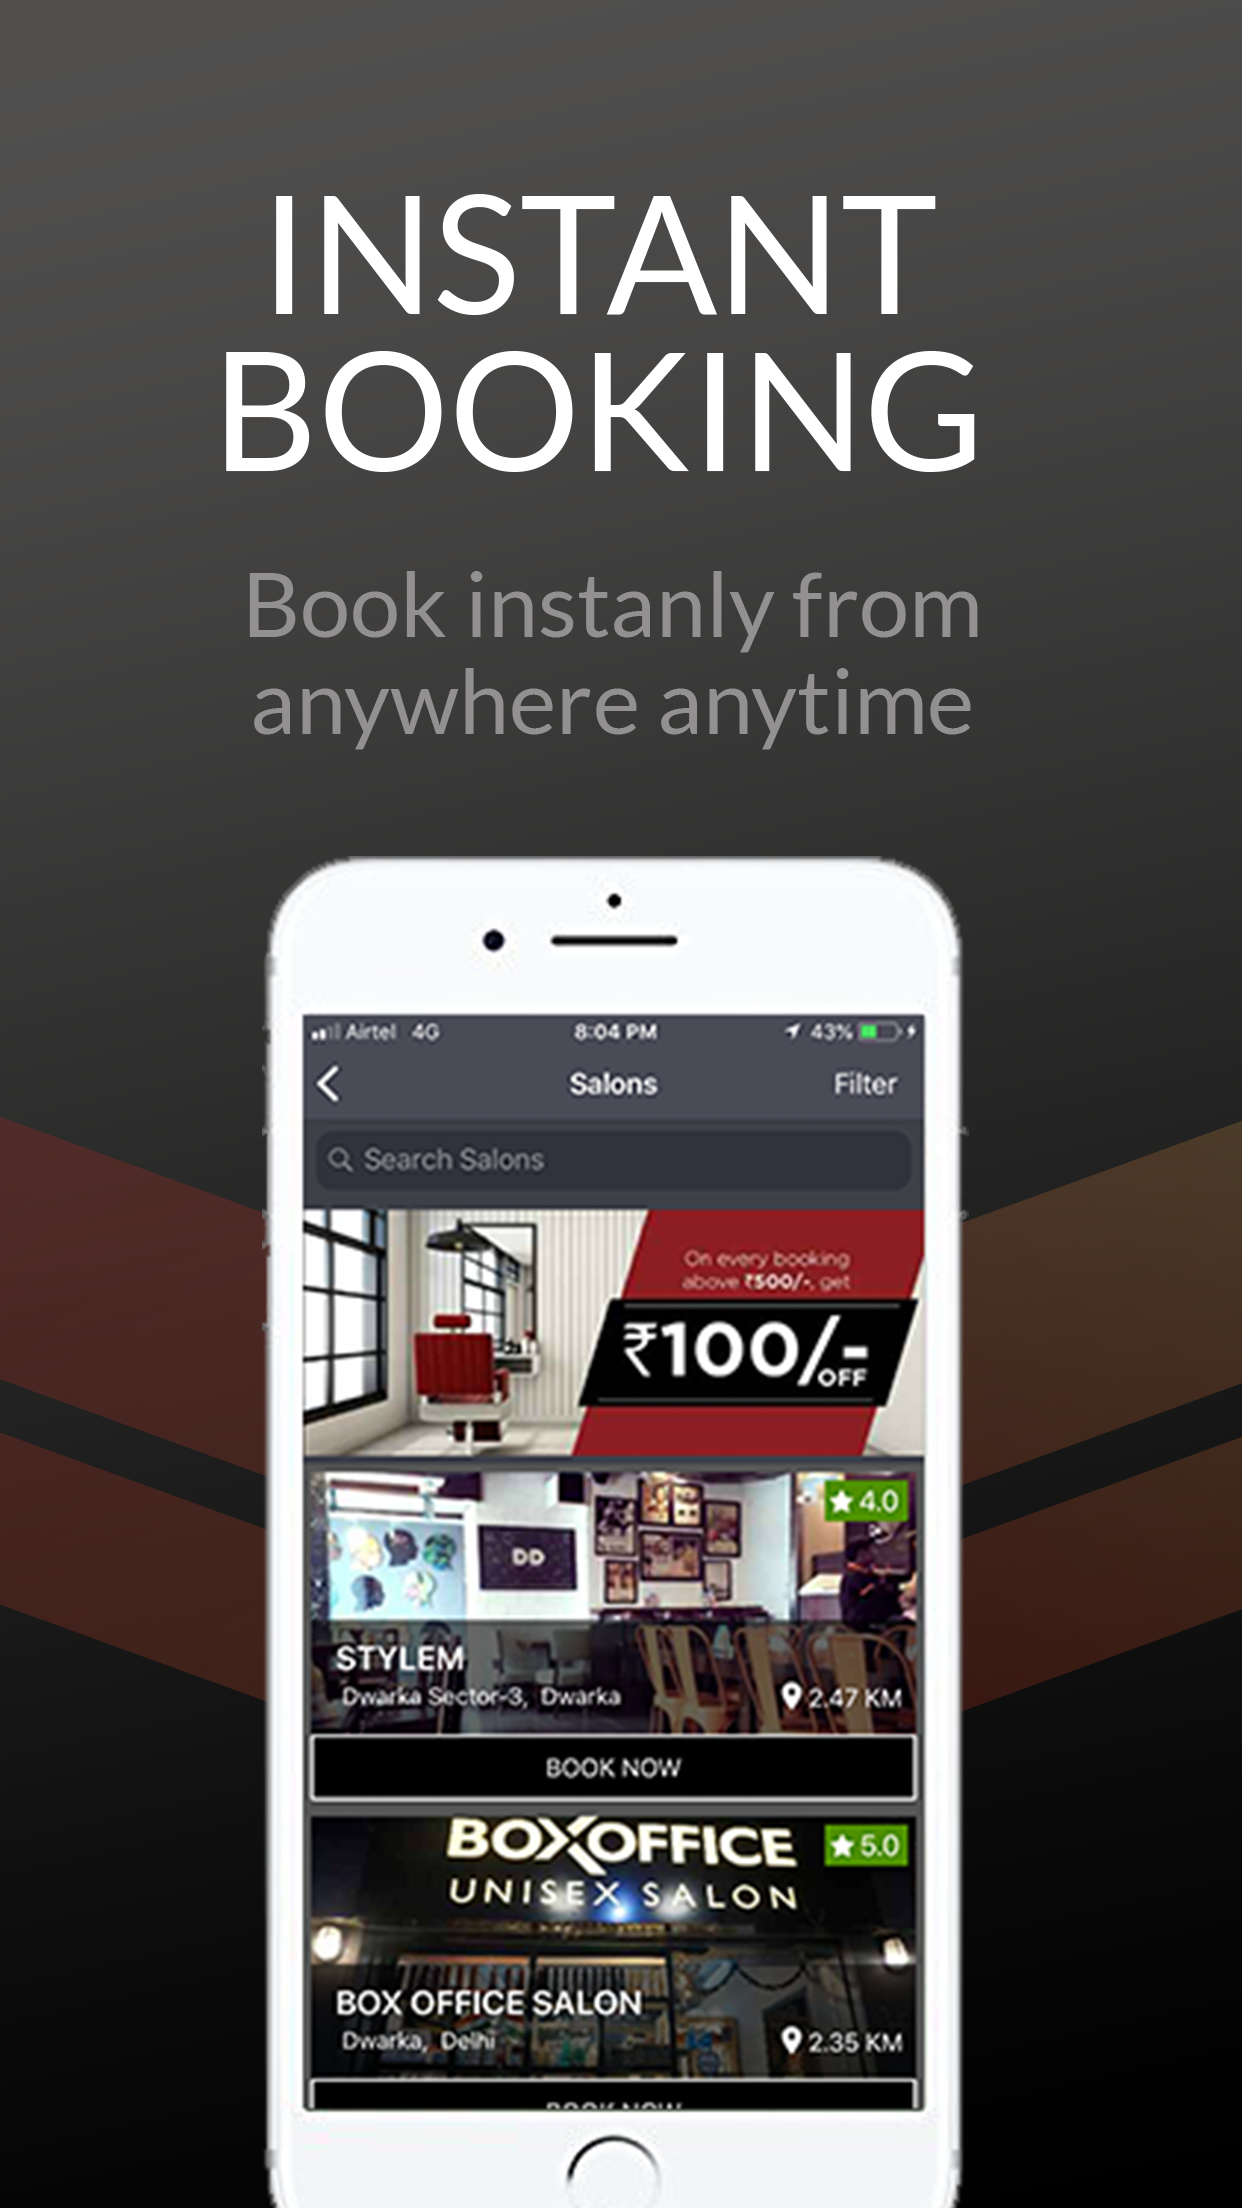 INSTANT
BOOKING
Book instanly from
anywhere anytime
Airtel 4G 8:04 PM 43%
Salons Filter
Search Salons
On every booking
above ₹500/-, get
₹100/-
OFF
4.0
DD
STYLEM
Dwarka Sector-3, Dwarka 2.47 KM
BOOK NOW
BOXOFFICE 5.0
UNISEX SALON
BOX OFFICE SALON
Dwarka, Delhi 2.35 KM
BOOK NOW